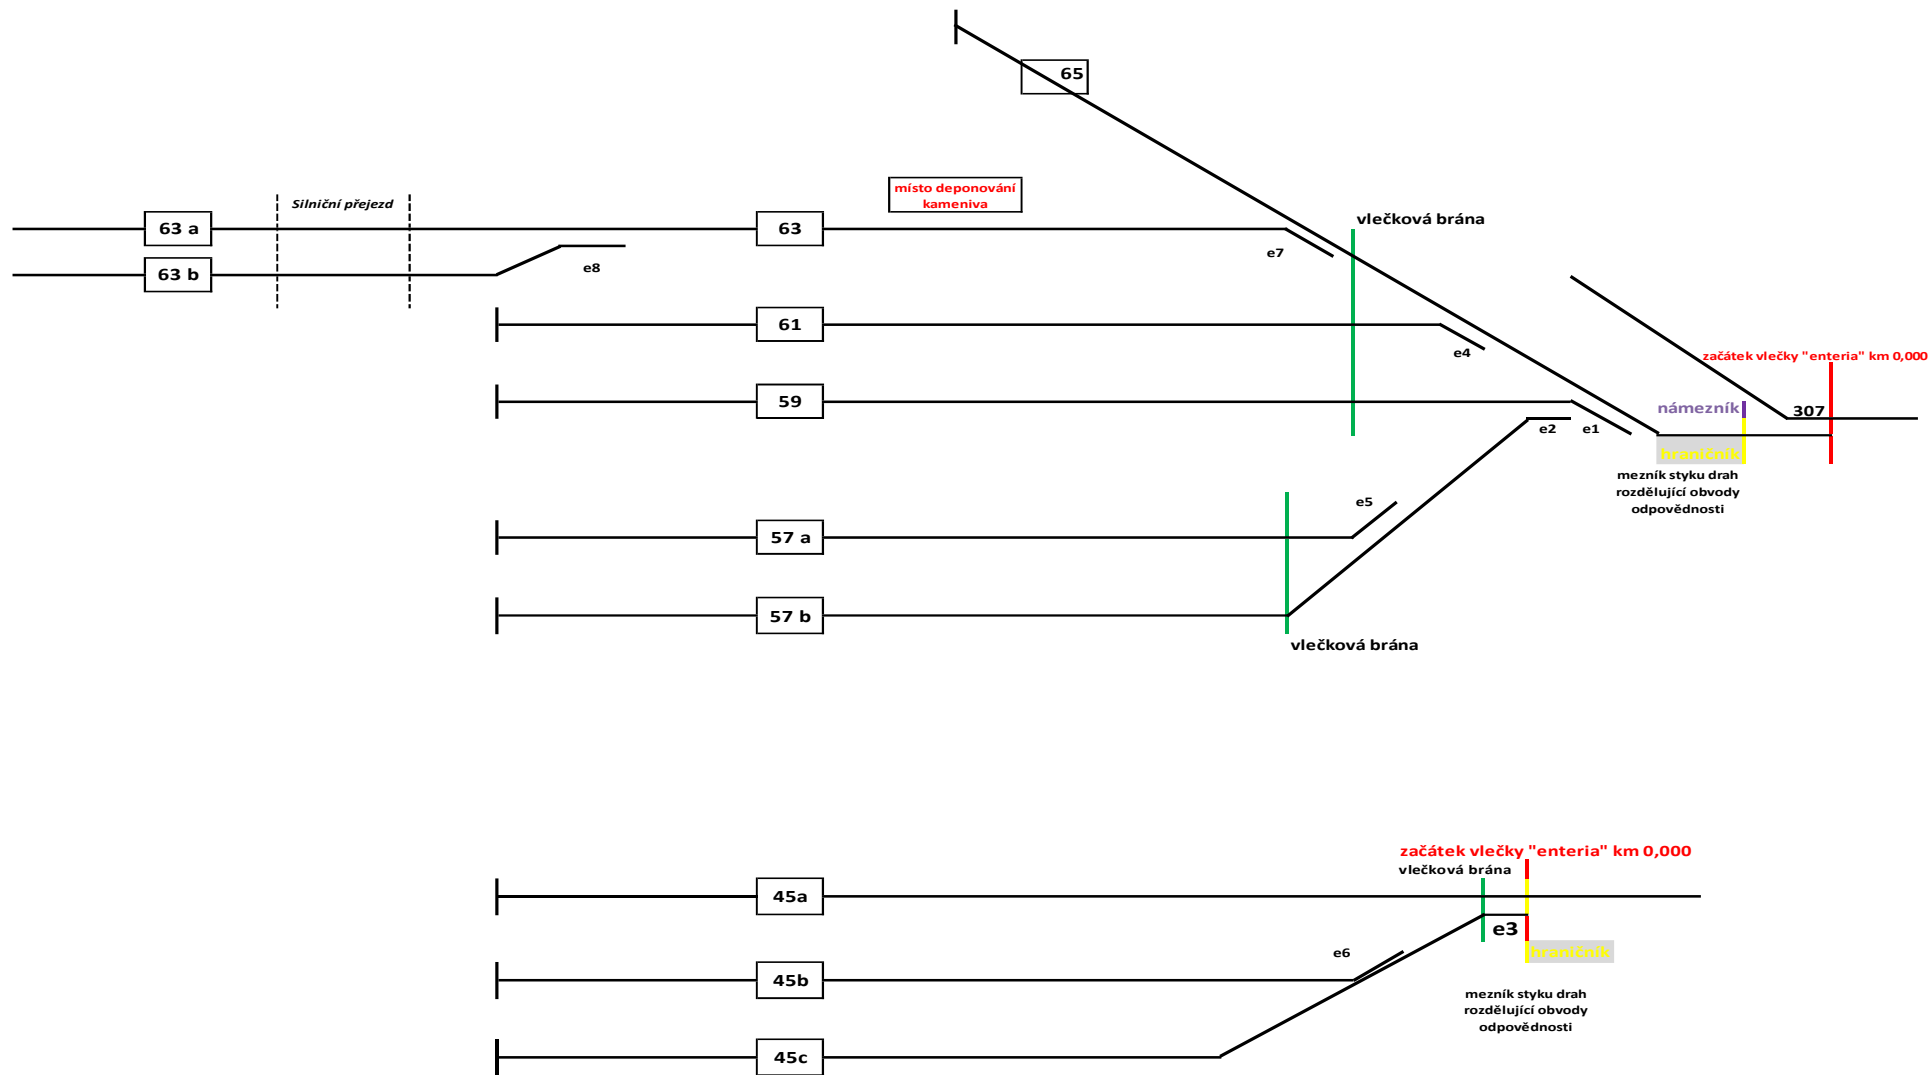 65
místo deponování
kameniva
Silniční přejezd
vlečková brána
63 a
63
e7
63 b
e8
61
e4
začátek vlečky "enteria" km 0,000
59
námezník
307
e2
e1
hraničník
mezník styku drah
rozdělující obvody
odpovědnosti
e5
57 a
57 b
vlečková brána
začátek vlečky "enteria" km 0,000
vlečková brána
45a
e3
e6
hraničník
45b
mezník styku drah
rozdělující obvody
odpovědnosti
45c